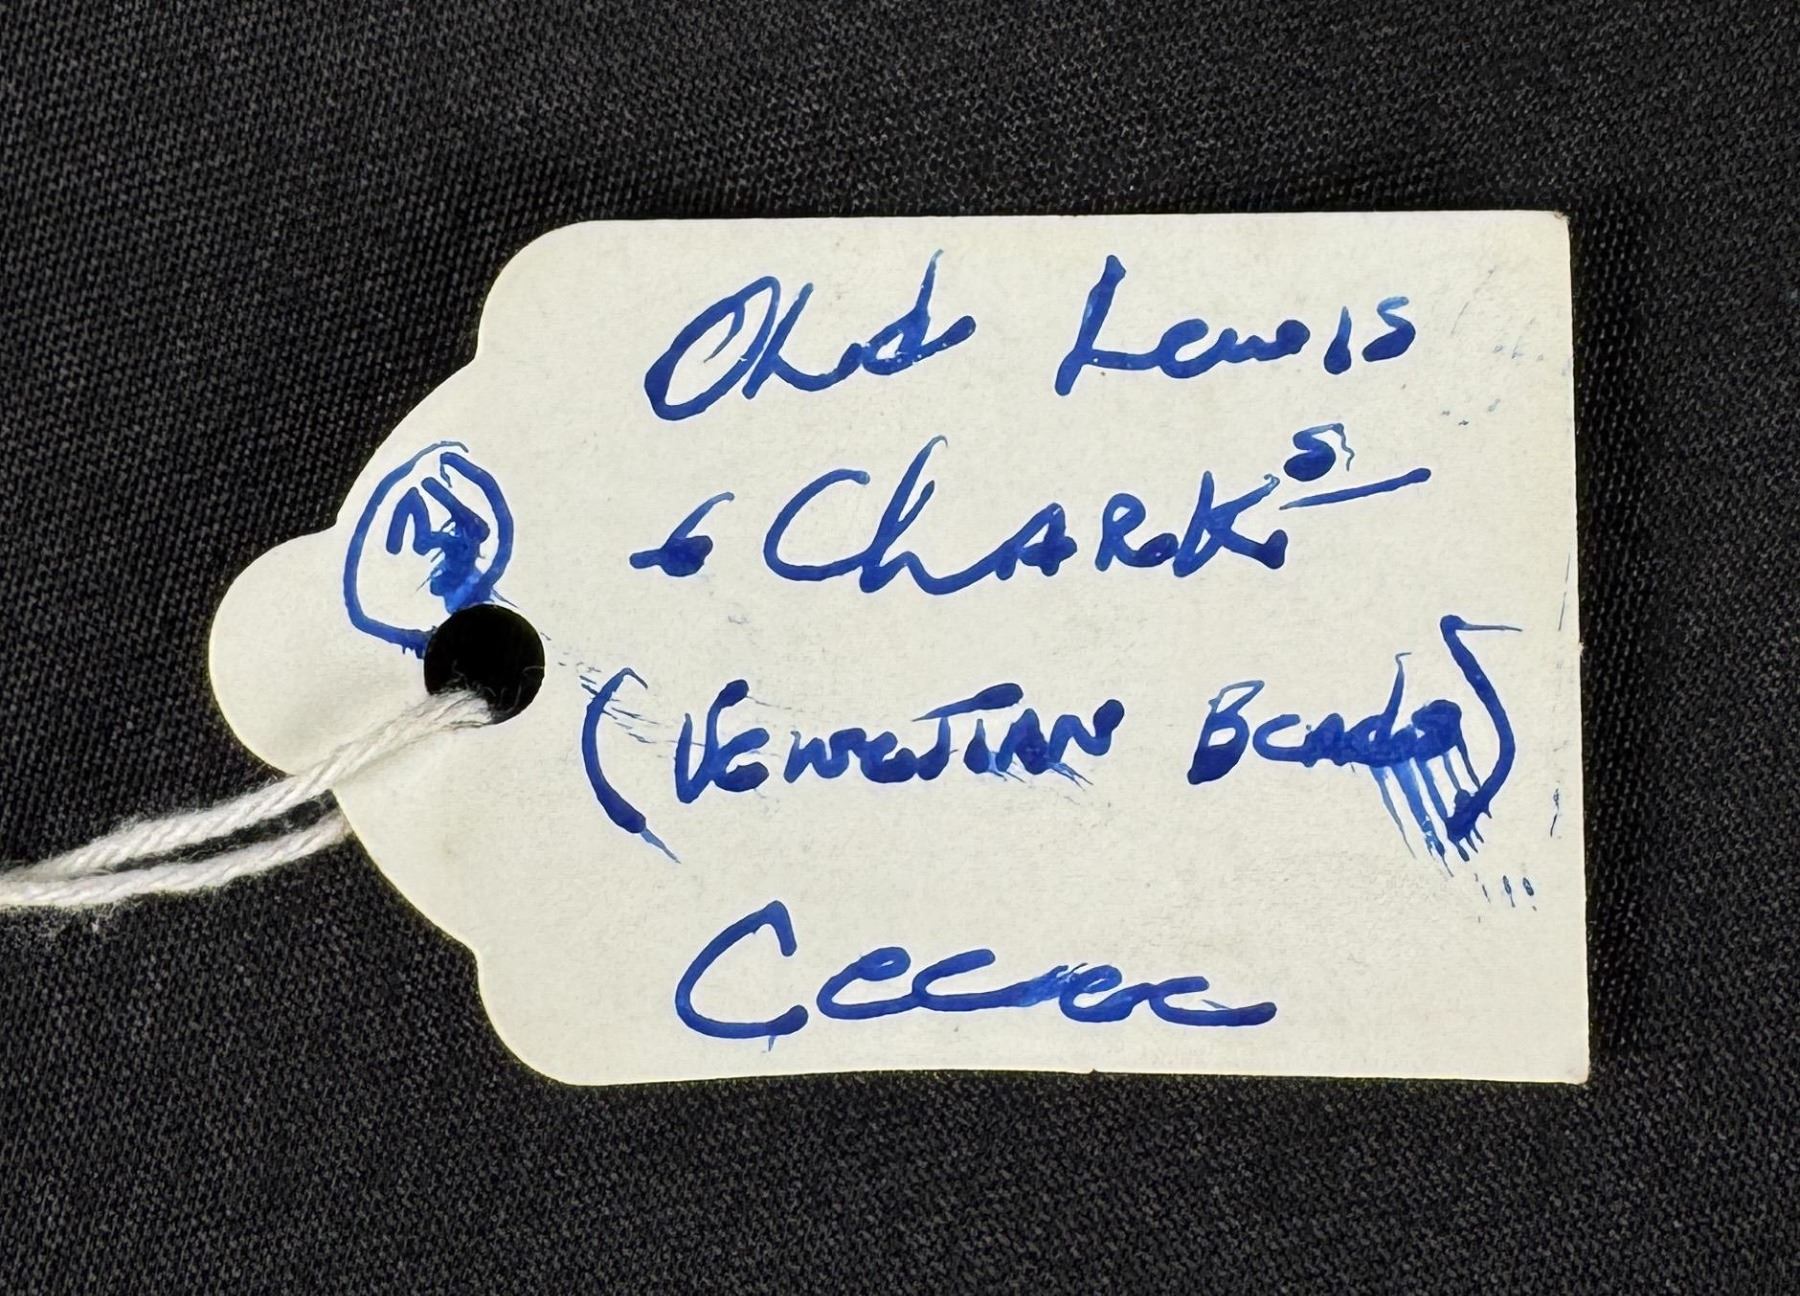 Old Lewis
& Clark s
(Venetian Beads)